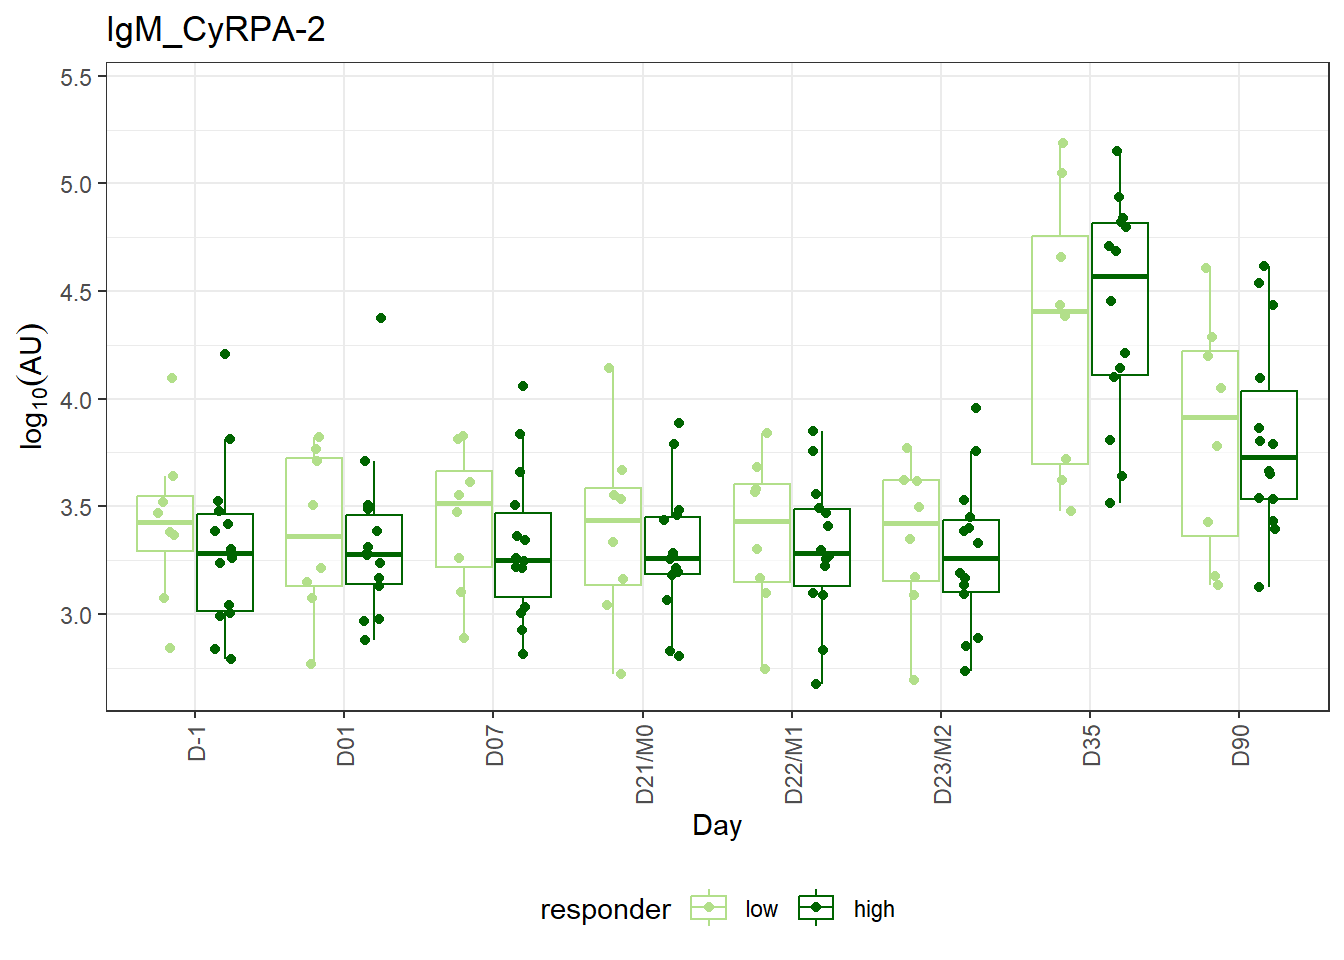 IgM_CyRPA-2
5.5
5.0
4.5
4.0
3.5
3.0
log10(AU)
D-1
D01
D07
D21/M0
D22/M1
D23/M2
D35
D90
Day
responder low high